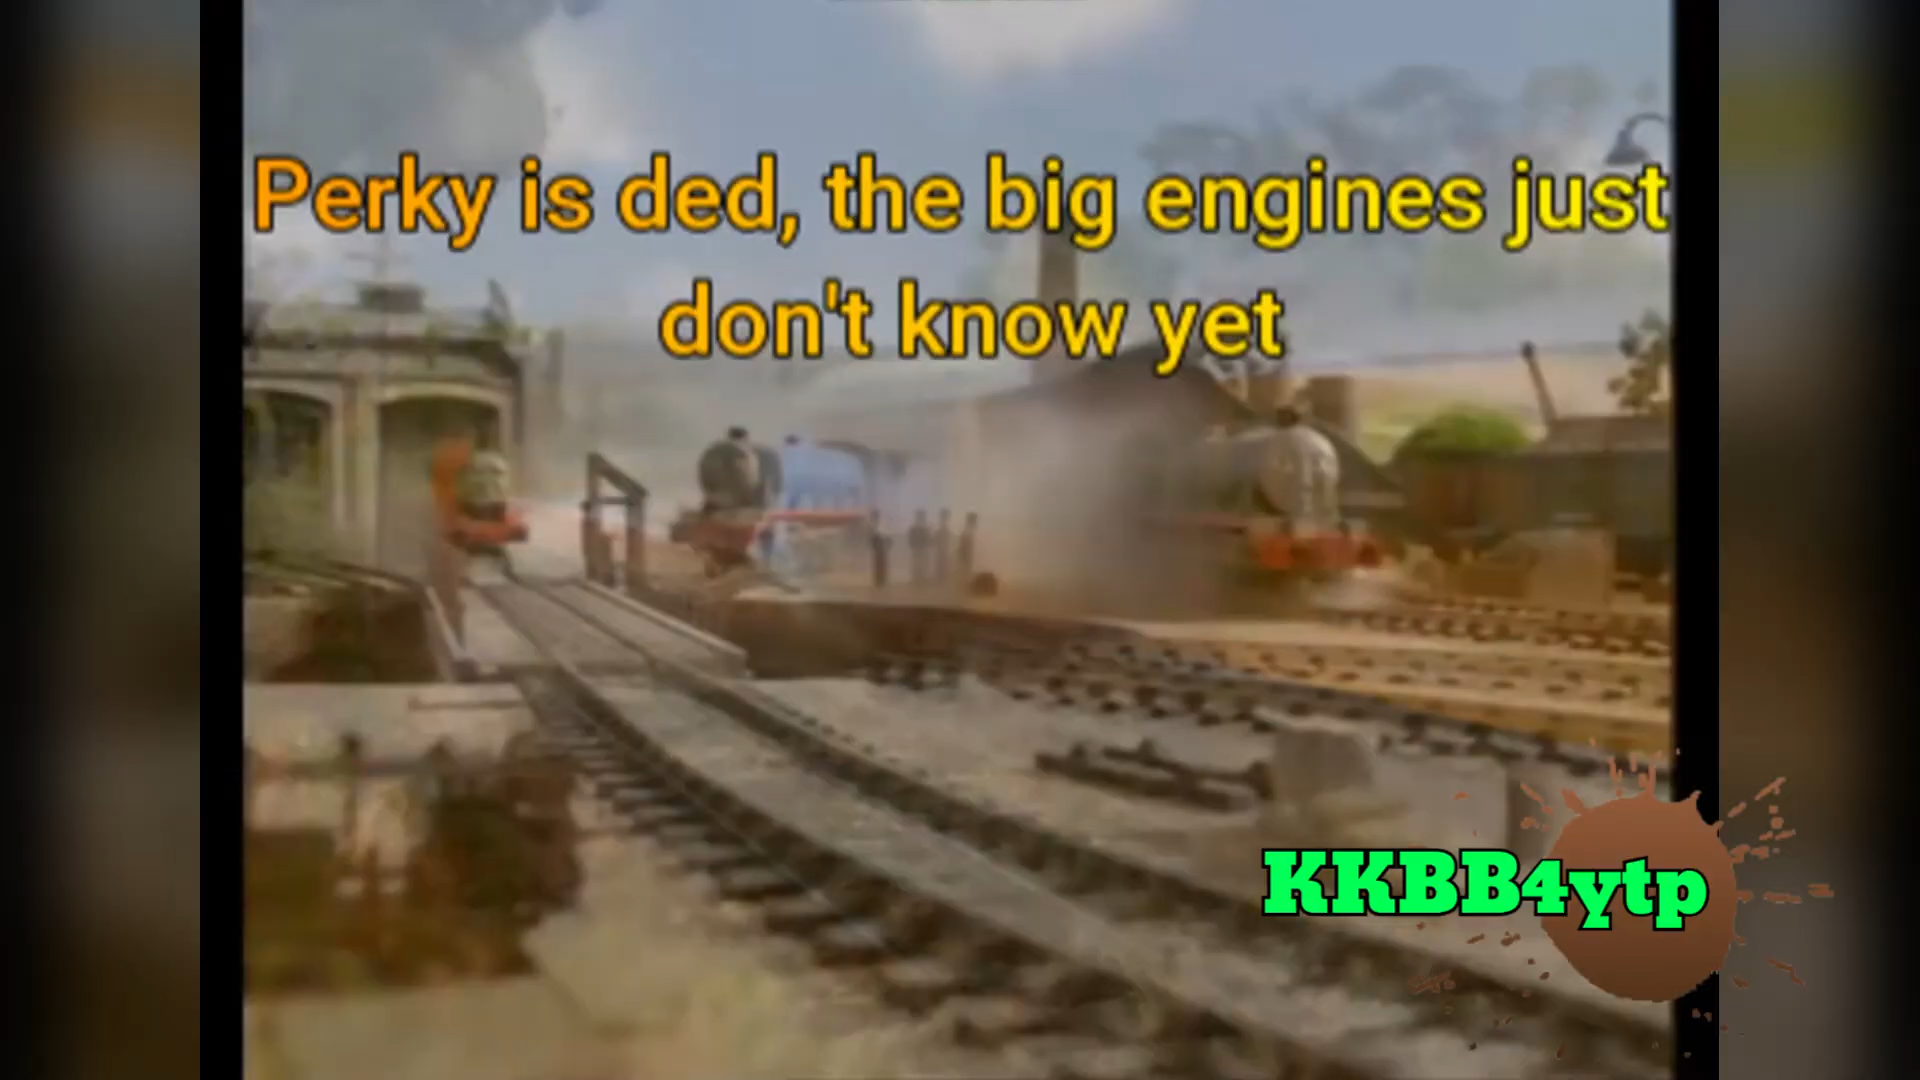 Perky is ded, the big engines just
don't know yet
KKBB4ytp